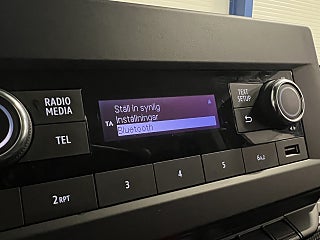 RADIO
MEDIA
TEL
Ställ in synlig
TA
Inställningar
Bluetooth
TEXT
SETUP
2 RPT
3
4
5
6